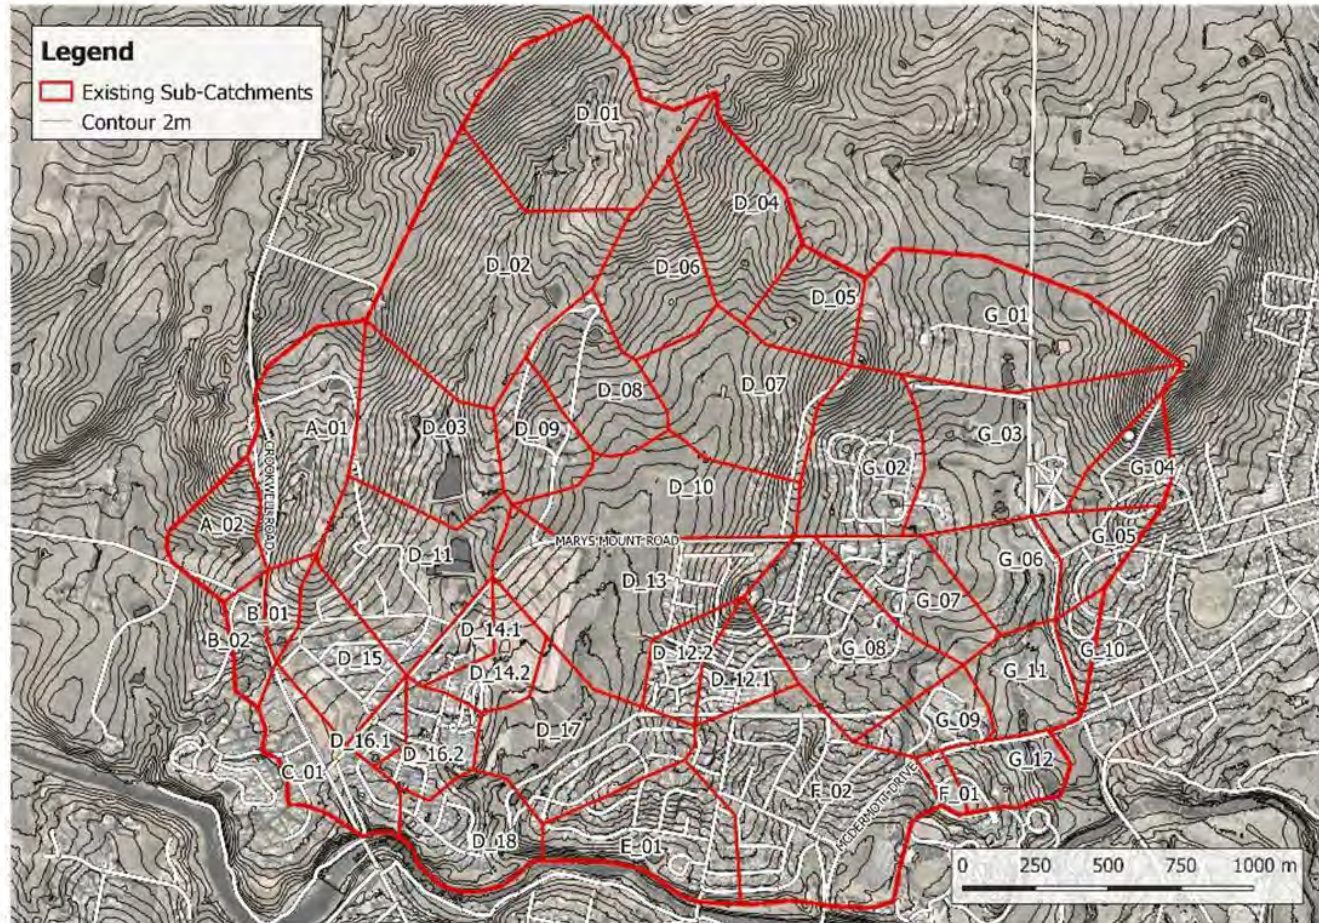 Legend
Existing Sub-Catchments
Contour 2m
D_01
D_04
D_02
D_06
D_05
G_01
D_07
D_08
A_01
D_03
D_09
G_03
CROOKWELL ROAD
G_02
G_04
D_10
A_02
G_05
MARYS MOUNT ROAD
D_11
G_06
D_13
B_01
G_07
D_14.1
B_02
D_12.2
G_08
G_10
D_15
D_14.2
D_12.1
G_11
G_09
D_17
D_16.1
D_16.2
G_12
C_01
F_02
F_01
MCDERMOTT DRIVE
D_18
E_01
0 250 500 750 1000 m